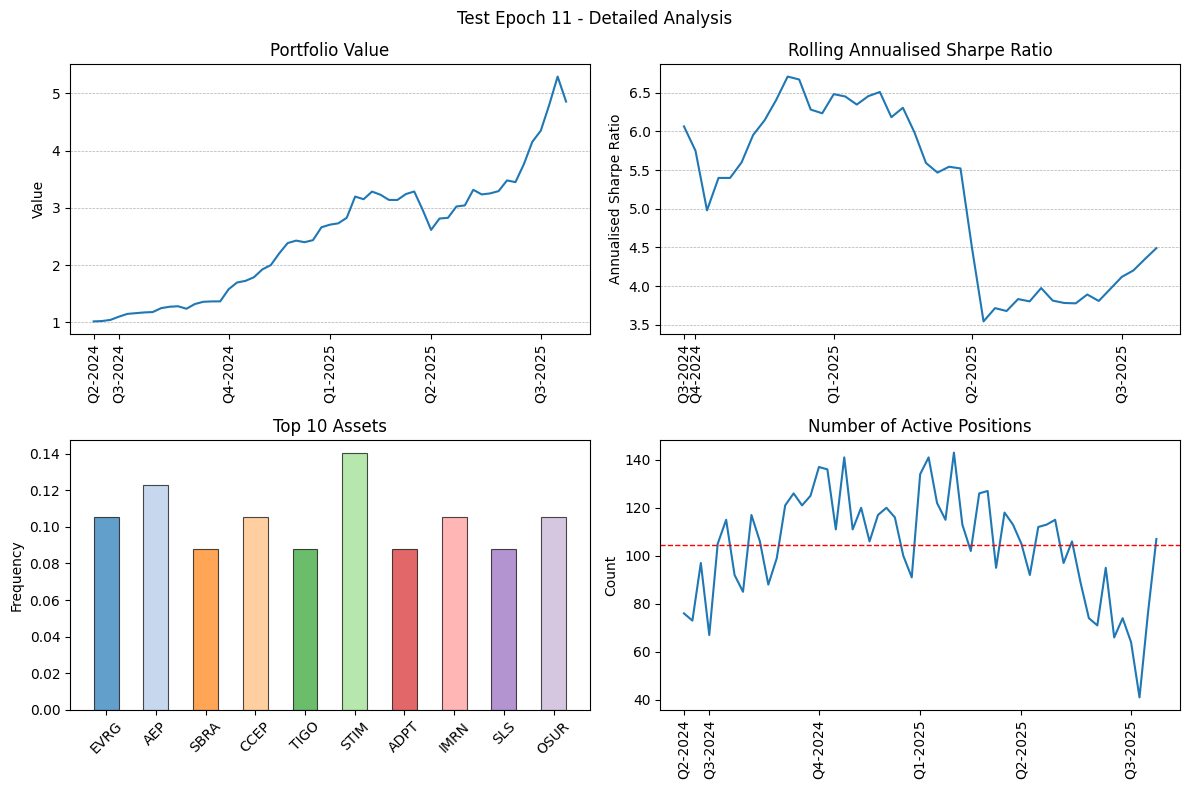 Test Epoch 11 - Detailed Analysis
Portfolio Value
Value
5
4
3
2
1
Q2-2024
Q3-2024
Q4-2024
Q1-2025
Q2-2025
Q3-2025
Rolling Annualised Sharpe Ratio
Annualised Sharpe Ratio
6.5
6.0
5.5
5.0
4.5
4.0
3.5
Q3-2024
Q4-2024
Q1-2025
Q2-2025
Q3-2025
Top 10 Assets
Frequency
0.14
0.12
0.10
0.08
0.06
0.04
0.02
0.00
EVRG
AEP
SBRA
CCEP
TIGO
STIM
ADPT
IMRN
SLS
OSUR
Number of Active Positions
Count
140
120
100
80
60
40
Q2-2024
Q3-2024
Q4-2024
Q1-2025
Q2-2025
Q3-2025